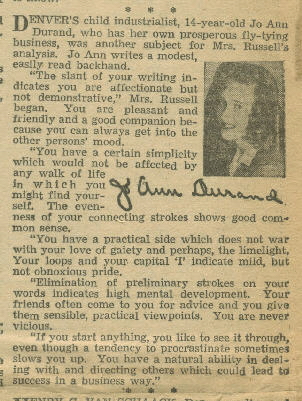 * * *
DENVER'S child industrialist, 14-year-old Jo Ann
Durand, who has her own prosperous fly-tying
business, was another subject for Mrs. Russell's
analysis. Jo Ann writes a modest,
easily read backhand.
"The slant of your writing in-
dicates you are affectionate but
not demonstrative," Mrs. Russell
began. You are pleasant and
friendly and a good companion be-
cause you can always get into the
other persons' mood.
"You have a certain simplicity
which would not be affected by
any walk of life
in which you
might find your-
self. The even-
Jo Ann Durand
ness of your connecting strokes shows good com-
mon sense.
"You have a practical side which does not war
with your love of gaiety and perhaps, the limelight,
Your loops and your capital 'I' indicate mild, but
not obnoxious pride.
"Elimination of preliminary strokes on your
words indicates high mental development. Your
friends often come to you for advice and you give
them sensible, practical viewpoints. You are never
vicious.
"If you start anything, you like to see it through,
even though a tendency to procrastinate sometimes
slows you up. You have a natural ability in deal-
ing with and directing others which could lead to
success in a business way."
* * *